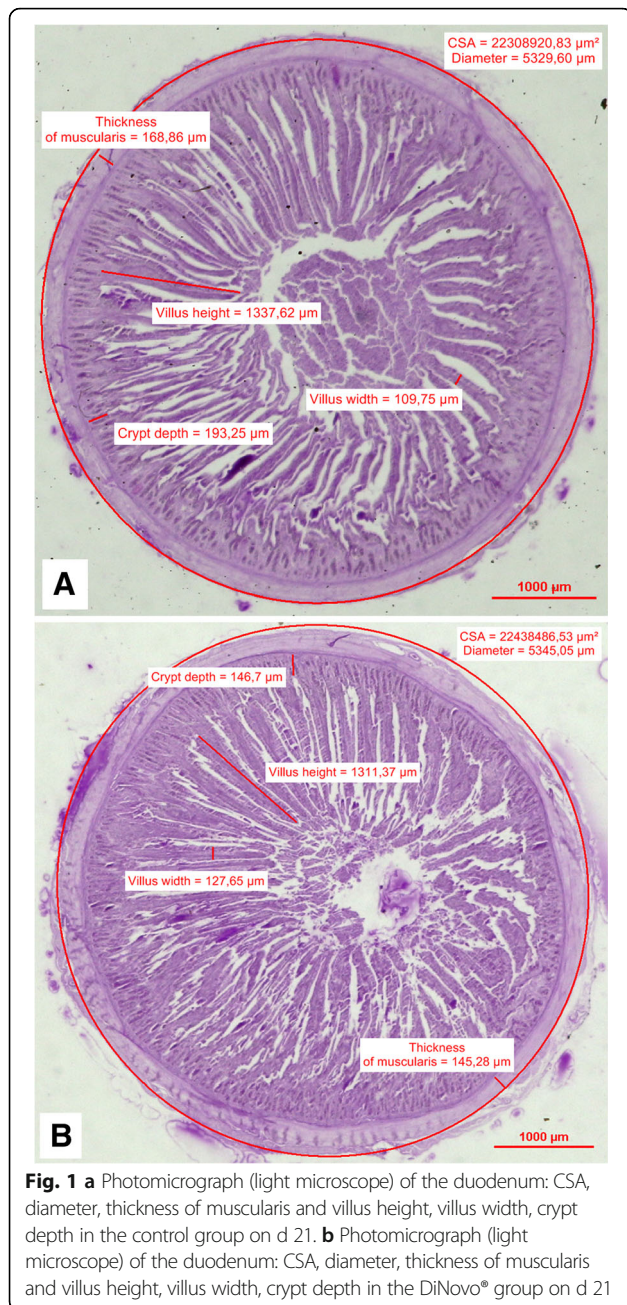 CSA = 22308920,83 µm²
Diameter = 5329,60 µm
Thickness
of muscularis = 168,86 µm
Villus height = 1337,62 µm
Villus width = 109,75 µm
Crypt depth = 193,25 µm
A
1000 µm
CSA = 22438486,53 µm²
Diameter = 5345,05 µm
Crypt depth = 146,7 µm
Villus height = 1311,37 µm
Villus width = 127,65 µm
Thickness
of muscularis = 145,28 µm
B
1000 µm
Fig. 1 a Photomicrograph (light microscope) of the duodenum: CSA,
diameter, thickness of muscularis and villus height, villus width, crypt
depth in the control group on d 21. b Photomicrograph (light
microscope) of the duodenum: CSA, diameter, thickness of muscularis
and villus height, villus width, crypt depth in the DiNovo® group on d 21